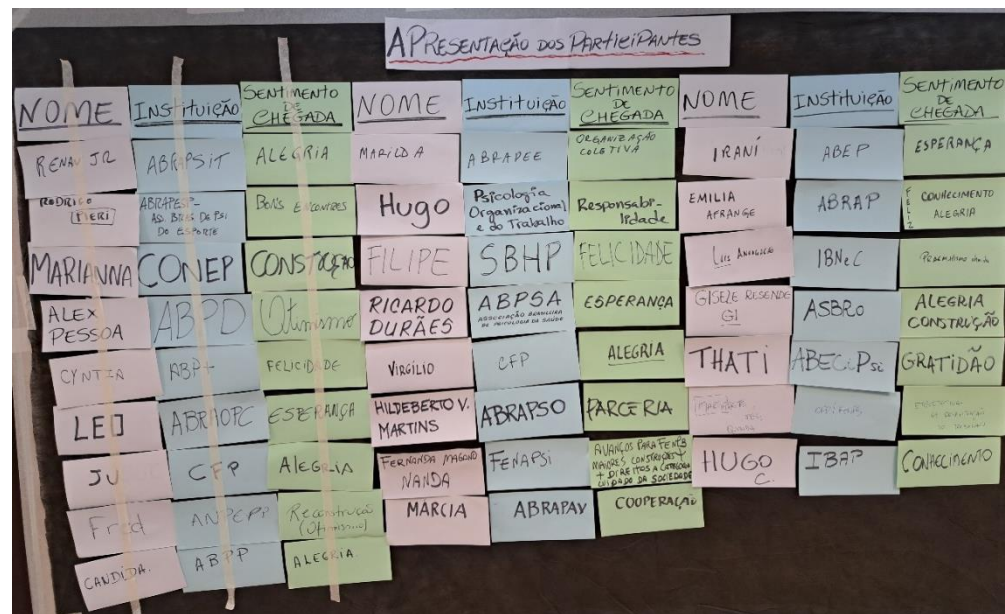 APRESENTAÇÃO DOS PARTICIPANTES
NOME
INSTITUIÇÃO
SENTIMENTO
DE
CHEGADA
RENAN JR
ABRAPSIT
ALEGRIA
RODRIGO
PIERI
ABRAPESP-
ASS. BRAS DE PSI
DO ESPORTE
BONS ENCONTROS
MARIANNA
CONEP
CONSTRUÇÃO
ALEX
PESSOA
ABPD
Otimismo
CYNTIA
ABP+
FELICIDADE
LEO
ABRAOPC
ESPERANÇA
JU
CFP
ALEGRIA
Fred
ANPEPP
Reconstrução
(Otimismo)
CANDIDA.
ABPP
ALEGRIA
NOME
INSTITUIÇÃO
SENTIMENTO
DE
CHEGADA
MARILDA
ABRAPEE
ORGANIZAÇÃO
COLETIVA
Hugo
Psicologia
Organizacional
e do Trabalho
Responsabi-
lidade
FILIPE
SBHP
FELICIDADE
RICARDO
DURÃES
ABPSA
ASSOCIAÇÃO BRASILEIRA
DE PSICOLOGIA DA SAÚDE
ESPERANÇA
VIRGÍLIO
CFP
ALEGRIA
HILDEBERTO V.
MARTINS
ABRAPSO
PARCERIA
FERNANDA MAGANO
NANDA
FENAPSI
AVANÇOS PARA FENPB
MAIORES CONSTRUÇÕES
+ DIREITOS A CATEGORIA
CUIDADO DA SOCIEDADE
MARCIA
ABRAPAV
COOPERAÇÃO
NOME
INSTITUIÇÃO
SENTIMENTO
DE
CHEGADA
IRANÍ
ABEP
ESPERANÇA
EMILIA
AFRANGE
ABRAP
FELIZ
CONHECIMENTO
ALEGRIA
Luis
IBNeC
GISELE RESENDE
GI
ASBRo
ALEGRIA
CONSTRUÇÃO
THATI
ABECiPsi
GRATIDÃO
HUGO
C.
IBAP
CONHECIMENTO